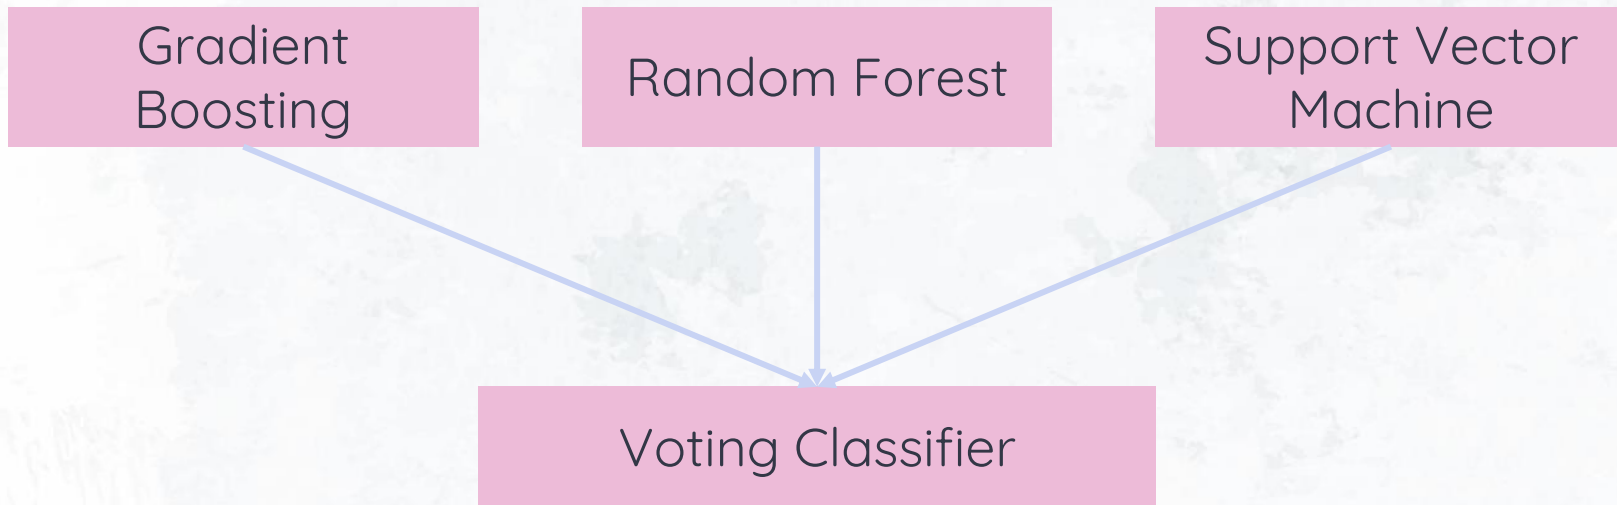 Gradient
Boosting
Random Forest
Support Vector
Machine
Voting Classifier